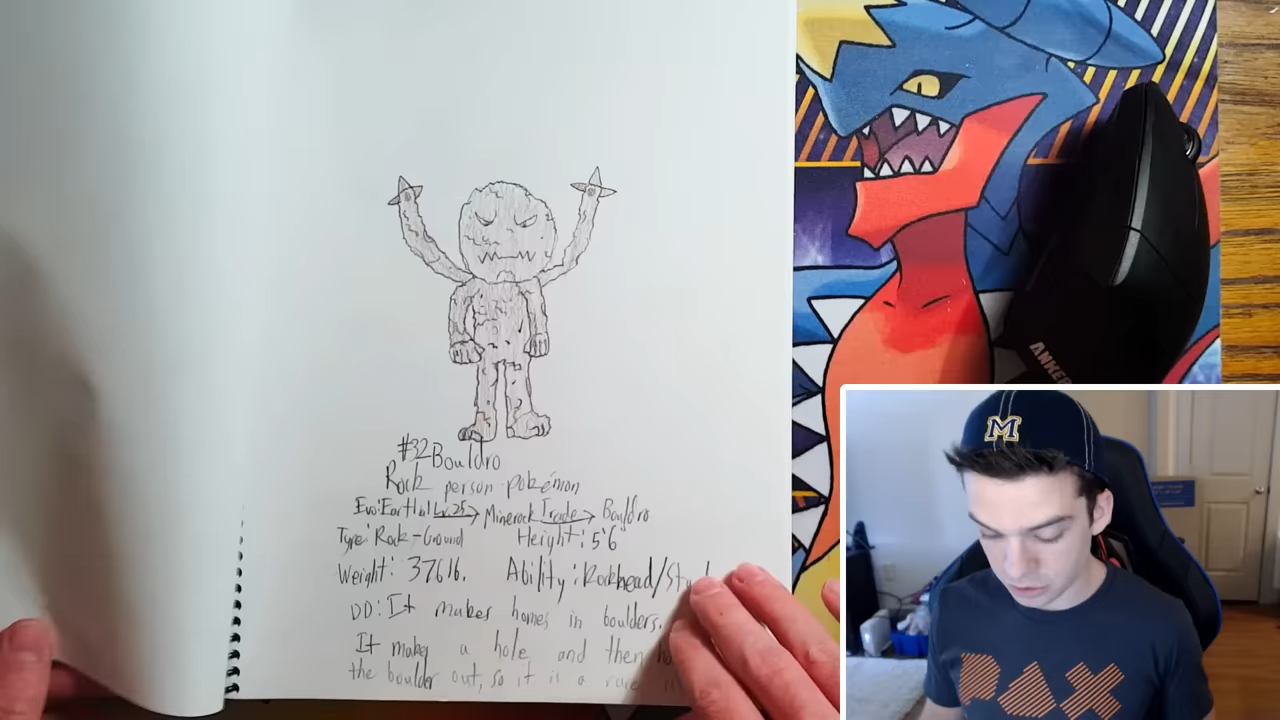 #32 Bouldro
Rock person pokémon
Evo: Earthol Lv.25→ Minerock Trade→ Bouldro
Type: Rock-Ground Height: 5'6
Weight: 376lb. Ability: Rockhead/
DD: It makes homes in boulders.
It makes a hole and then
the boulder out, so it is a rare
ANKER
M
PAX